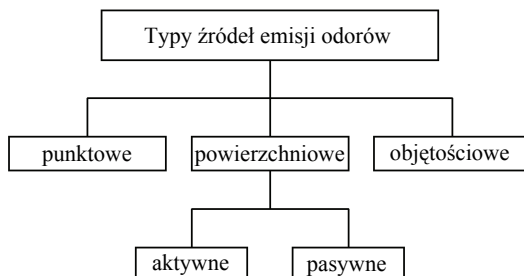 Typy źródeł emisji odorów
punktowe
powierzchniowe
objętościowe
aktywne
pasywne